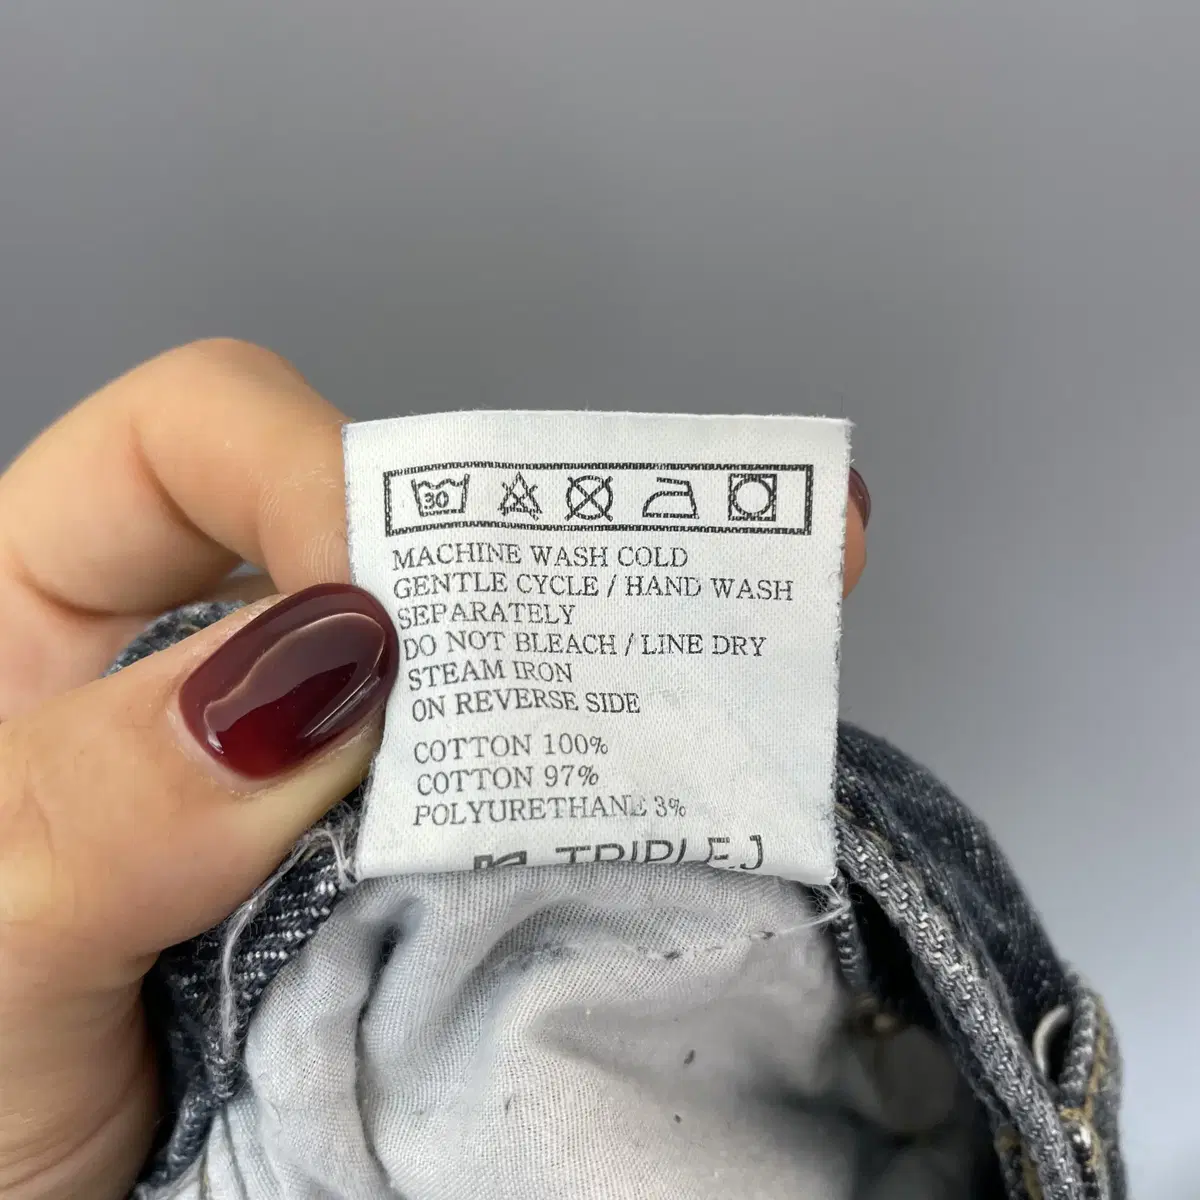 30
MACHINE WASH COLD
GENTLE CYCLE / HAND WASH
SEPARATELY
DO NOT BLEACH / LINE DRY
STEAM IRON
ON REVERSE SIDE
COTTON 100%
COTTON 97%
POLYURETHANE 3%
TRIPLE J